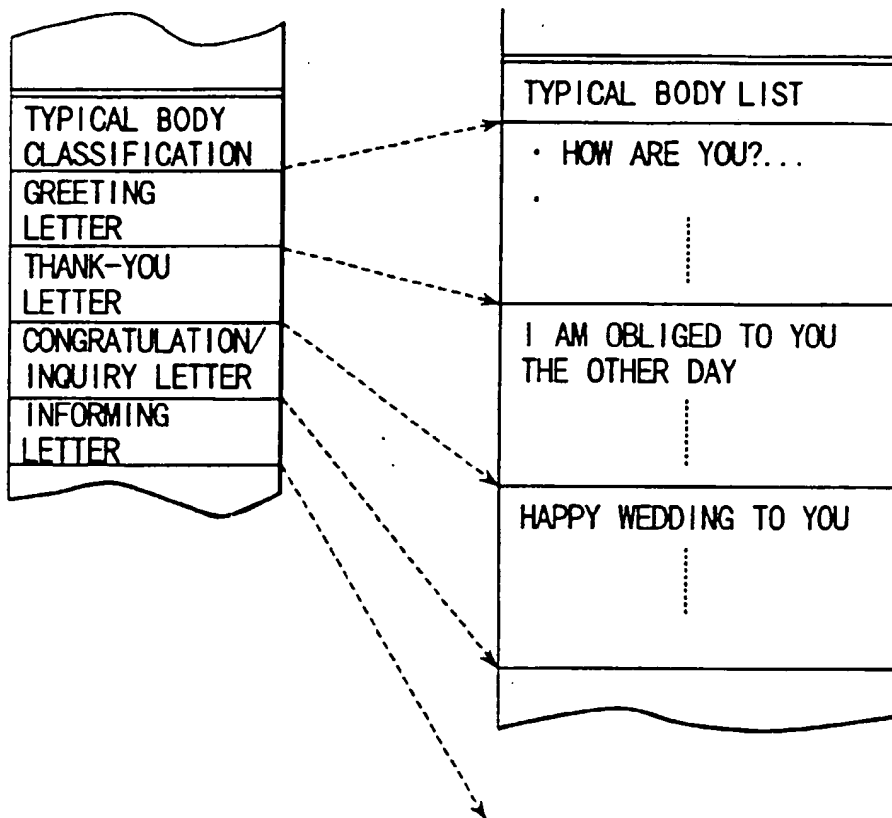 TYPICAL BODY
CLASSIFICATION
GREETING
LETTER
THANK-YOU
LETTER
CONGRATULATION/
INQUIRY LETTER
INFORMING
LETTER
TYPICAL BODY LIST
· HOW ARE YOU?...
·
I AM OBLIGED TO YOU
THE OTHER DAY
HAPPY WEDDING TO YOU